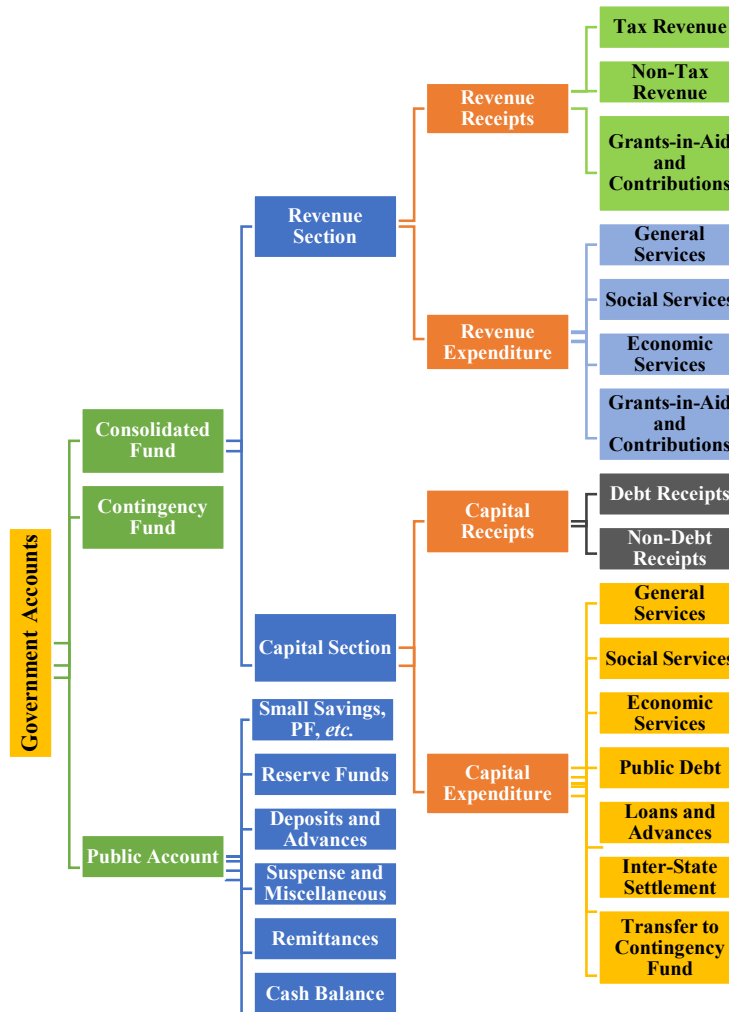 Government Accounts
Consolidated
Fund
Contingency
Fund
Public Account
Revenue
Section
Capital Section
Small Savings,
PF, etc.
Reserve Funds
Deposits and
Advances
Suspense and
Miscellaneous
Remittances
Cash Balance
Revenue
Receipts
Revenue
Expenditure
Capital
Receipts
Capital
Expenditure
Tax Revenue
Non-Tax
Revenue
Grants-in-Aid
and
Contributions
General
Services
Social Services
Economic
Services
Grants-in-Aid
and
Contributions
Debt Receipts
Non-Debt
Receipts
General
Services
Social Services
Economic
Services
Public Debt
Loans and
Advances
Inter-State
Settlement
Transfer to
Contingency
Fund